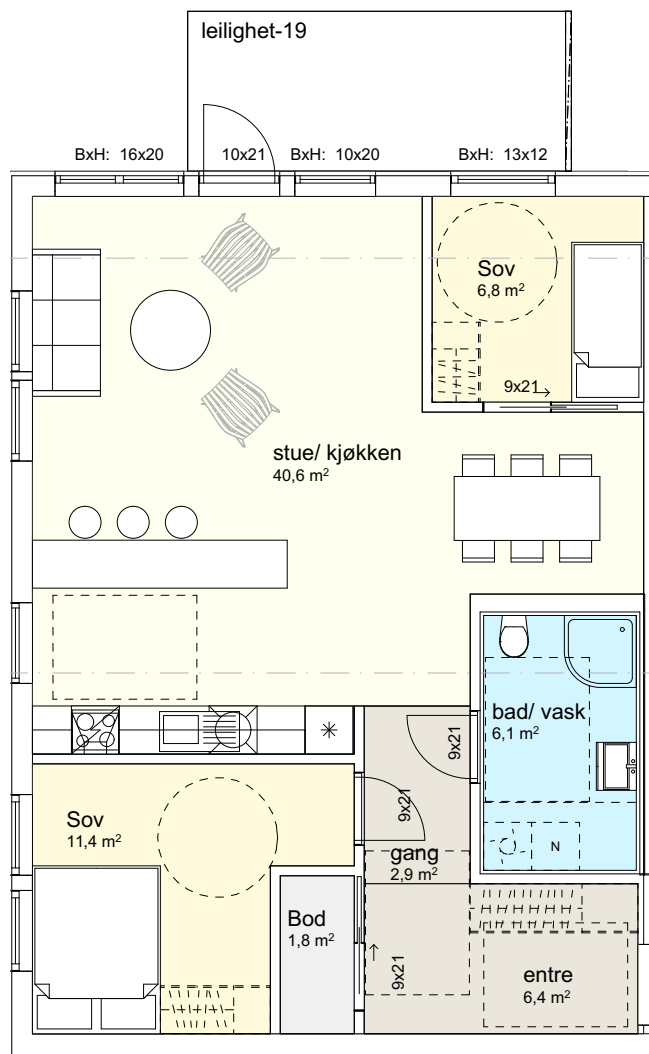 leilighet-19
BxH: 16x20
10x21
BxH: 10x20
BxH: 13x12
Sov
6,8 m²
9x21
stue/ kjøkken
40,6 m²
bad/ vask
6,1 m²
9x21
Sov
11,4 m²
9x21
N
gang
2,9 m²
Bod
1,8 m²
9x21
entre
6,4 m²